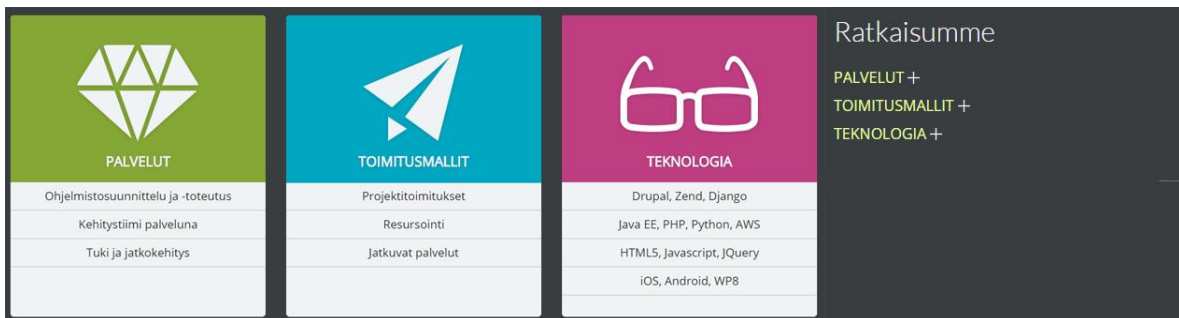 PALVELUT
Ohjelmistosuunnittelu ja -toteutus
Kehitystiimi palveluna
Tuki ja jatkokehitys
TOIMITUSMALLIT
Projektitoimitukset
Resursointi
Jatkuvat palvelut
TEKNOLOGIA
Drupal, Zend, Django
Java EE, PHP, Python, AWS
HTML5, Javascript, JQuery
iOS, Android, WP8
Ratkaisumme
PALVELUT +
TOIMITUSMALLIT +
TEKNOLOGIA +